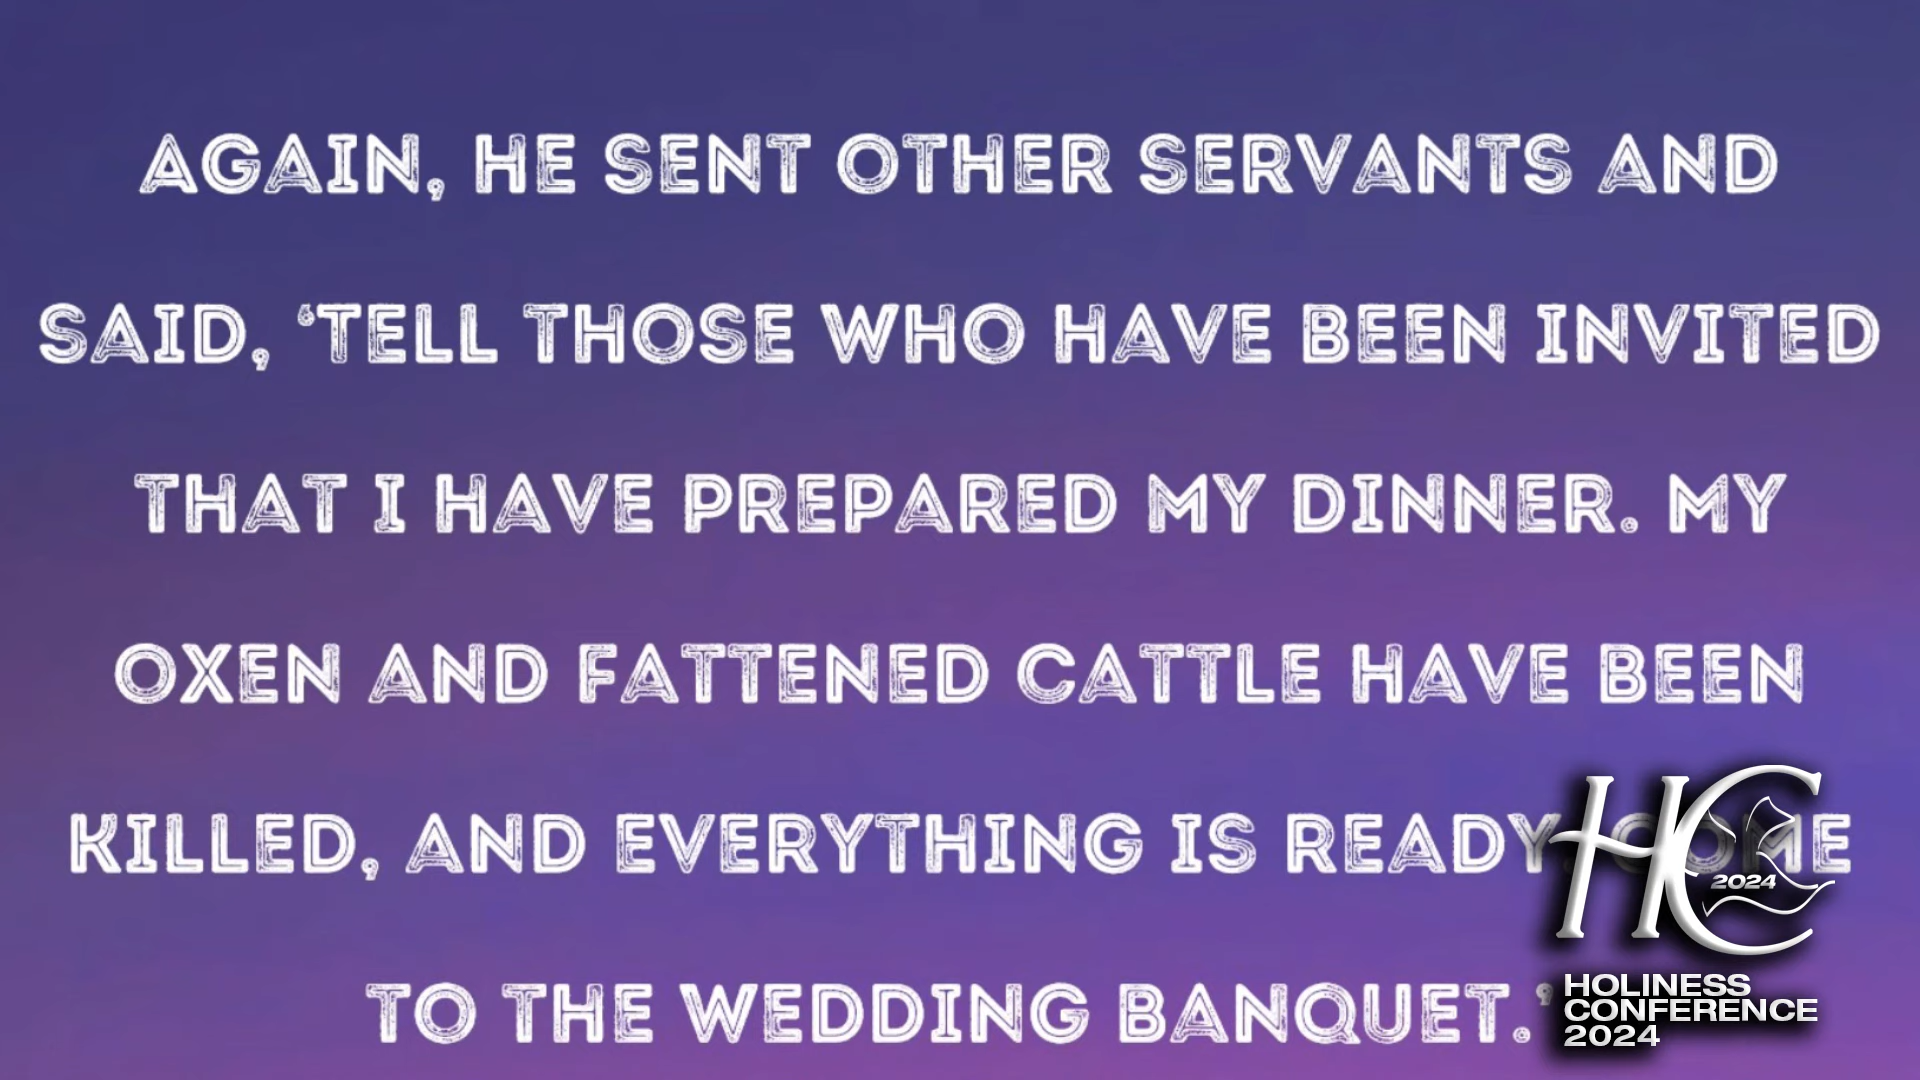 AGAIN, HE SENT OTHER SERVANTS AND
SAID, ‘TELL THOSE WHO HAVE BEEN INVITED
THAT I HAVE PREPARED MY DINNER. MY
OXEN AND FATTENED CATTLE HAVE BEEN
KILLED, AND EVERYTHING IS READY. COME
TO THE WEDDING BANQUET.’
HC
2024
HOLINESS
CONFERENCE
2024